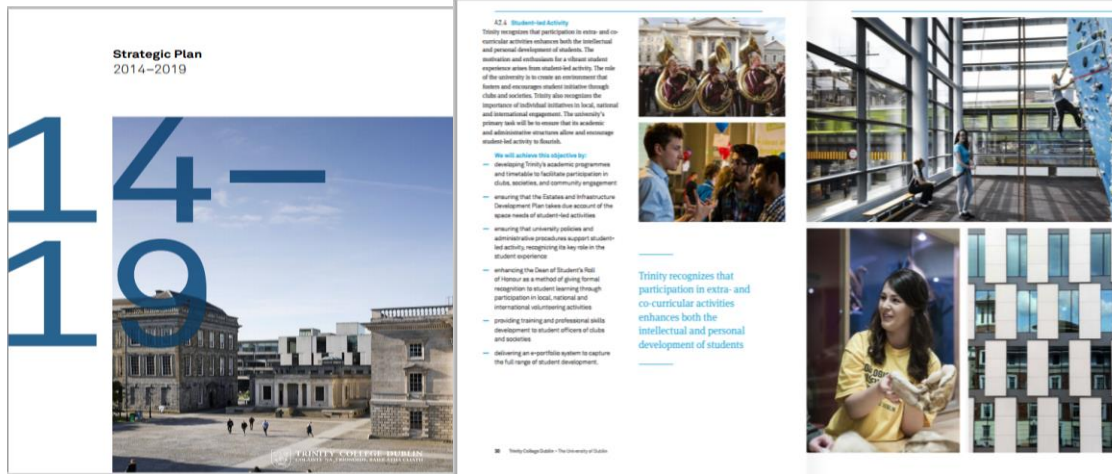 Strategic Plan
2014–2019
14–
19
TRINITY COLLEGE DUBLIN
A2.4 Student-led Activity
Trinity recognizes that participation in extra- and co-
curricular activities enhances both the intellectual
and personal development of students. The
motivation and enthusiasm for a vibrant student
experience arises from student-led activity. The role
of the university is to create an environment that
fosters and encourages student initiative through
clubs and societies. Trinity also recognizes the
importance of individual initiatives in local, national
and international engagement. The university's
primary task will be to ensure that its academic
and administrative structures allow and encourage
student-led activity to flourish.
We will achieve this objective by:
— developing Trinity's academic programmes
and timetable to facilitate participation in
clubs, societies, and community engagement
— ensuring that the Estates and Infrastructure
Development Plan takes due account of the
space needs of student-led activities
— ensuring that university policies and
administrative procedures support student-
led activity, recognizing its key role in the
student experience
— enhancing the Dean of Student's Roll
of Honour as a method of giving formal
recognition to student learning through
participation in local, national and
international volunteering activities
— providing training and professional skills
development to student officers of clubs
and societies
— delivering an e-portfolio system to capture
the full range of student development.
Trinity recognizes that
participation in extra- and
co-curricular activities
enhances both the
intellectual and personal
development of students
Trinity College Dublin – The University of Dublin